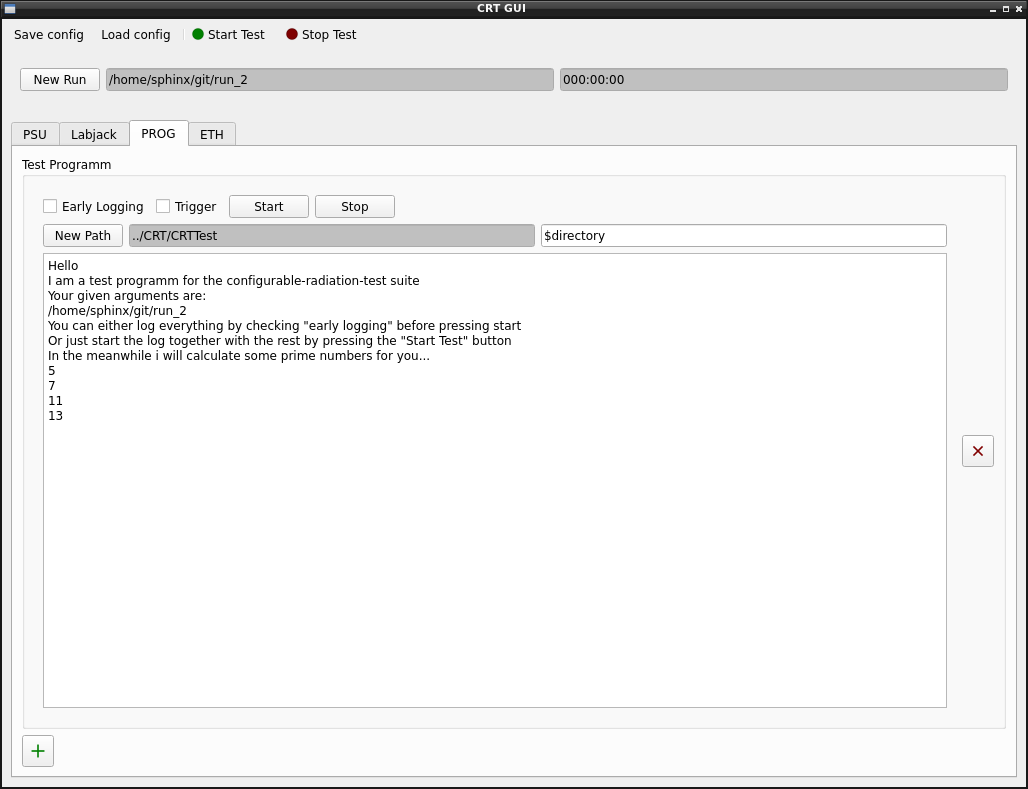 CRT GUI
Save config Load config Start Test Stop Test
New Run /home/sphinx/git/run_2 000:00:00
PSU Labjack PROG ETH
Test Programm
Early Logging Trigger Start Stop
New Path ../CRT/CRTTest $directory
Hello
I am a test programm for the configurable-radiation-test suite
Your given arguments are:
/home/sphinx/git/run_2
You can either log everything by checking "early logging" before pressing start
Or just start the log together with the rest by pressing the "Start Test" button
In the meanwhile i will calculate some prime numbers for you...
5
7
11
13